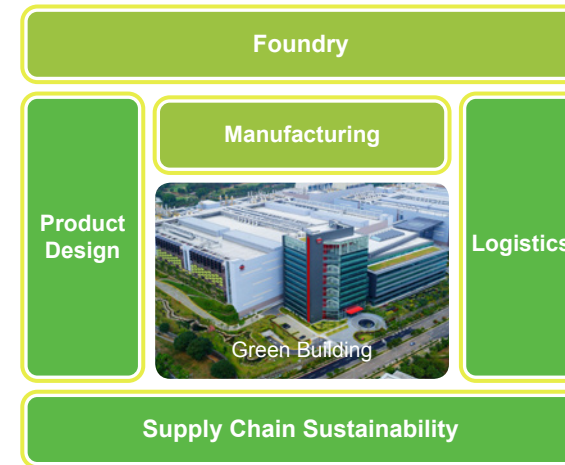 Foundry
Manufacturing
Product
Design
Logistics
Green Building
Supply Chain Sustainability